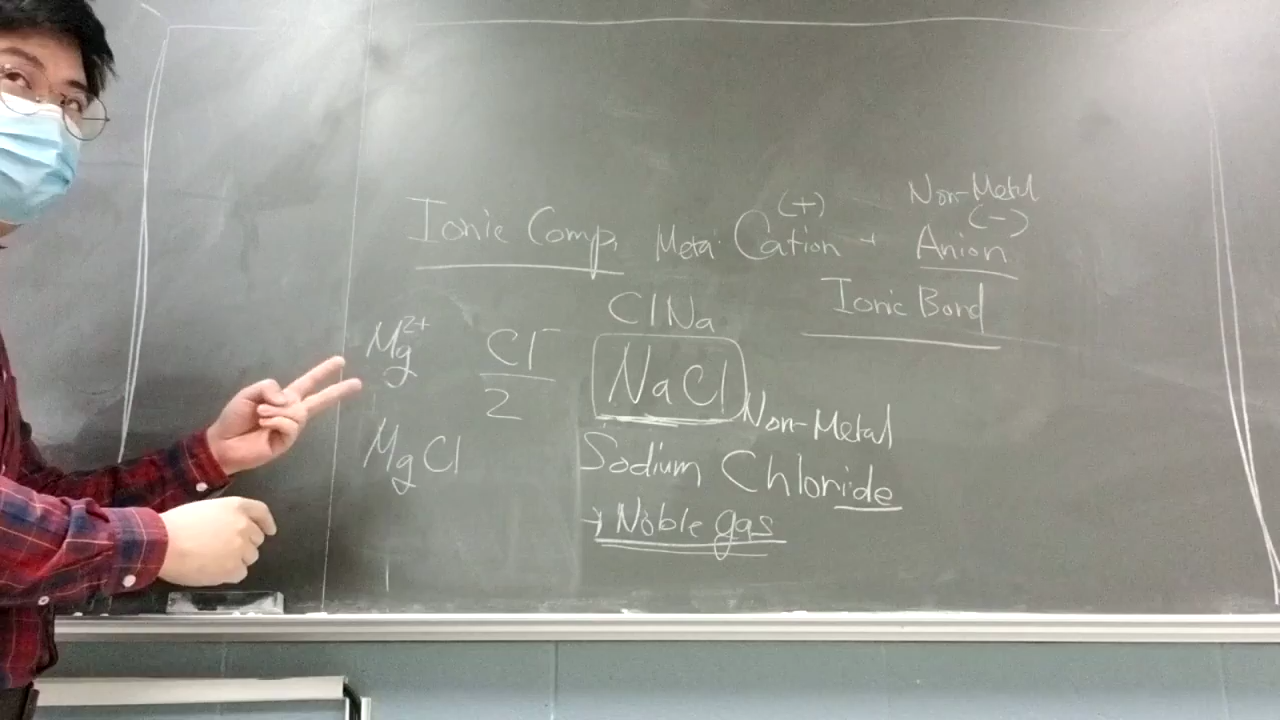 Non-Metal
Ionic Comp. Metal Cation (+) + Anion (-)
Ionic Bond
ClNa
Mg2+ Cl- NaCl
2
Non-Metal
MgCl Sodium Chloride
→ Noble gas